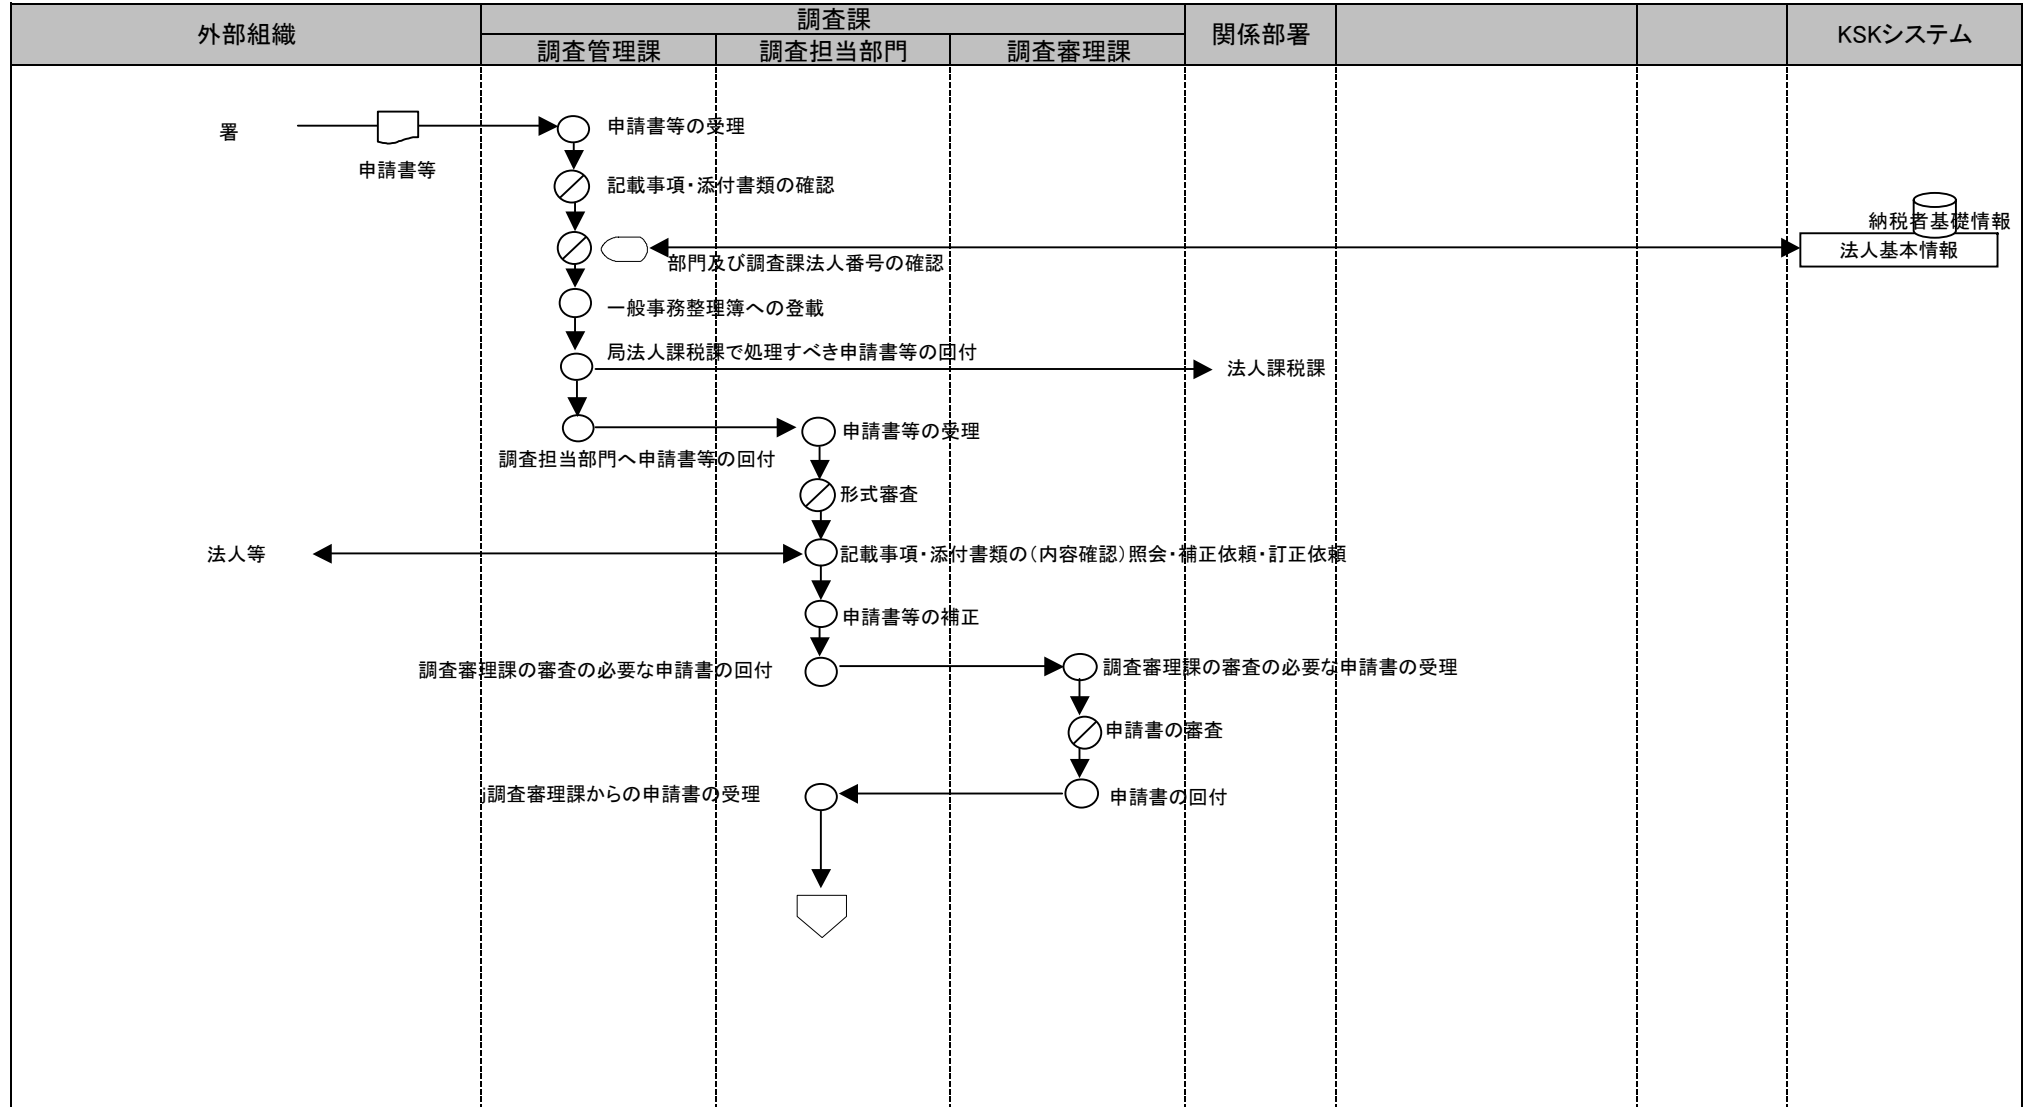 外部組織
調査課
関係部署
KSKシステム
調査管理課
調査担当部門
調査審理課
署
申請書等の受理
申請書等
記載事項・添付書類の確認
納税者基礎情報
法人基本情報
部門及び調査課法人番号の確認
一般事務整理簿への登載
局法人課税課で処理すべき申請書等の回付
法人課税課
申請書等の受理
調査担当部門へ申請書等の回付
形式審査
法人等
記載事項・添付書類の(内容確認)照会・補正依頼・訂正依頼
申請書等の補正
調査審理課の審査の必要な申請書の回付
調査審理課の審査の必要な申請書の受理
申請書の審査
調査審理課からの申請書の受理
申請書の回付